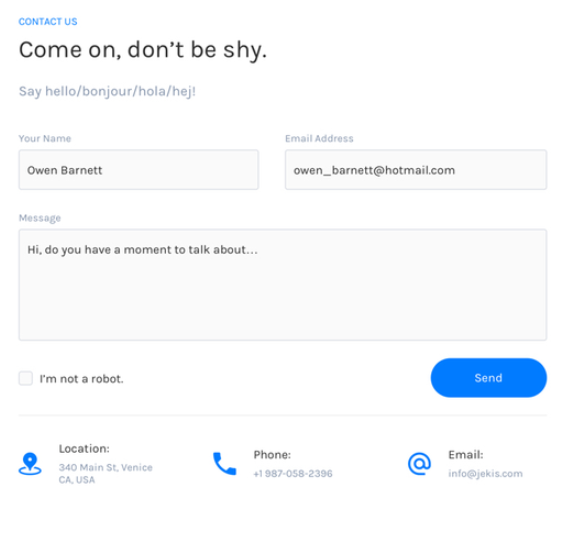 CONTACT US
Come on, don’t be shy.
Say hello/bonjour/hola/hej!
Your Name
Email Address
Owen Barnett
owen_barnett@hotmail.com
Message
Hi, do you have a moment to talk about…
I’m not a robot.
Send
Location:
340 Main St, Venice
CA, USA
Phone:
+1 987-058-2396
Email:
info@jekis.com